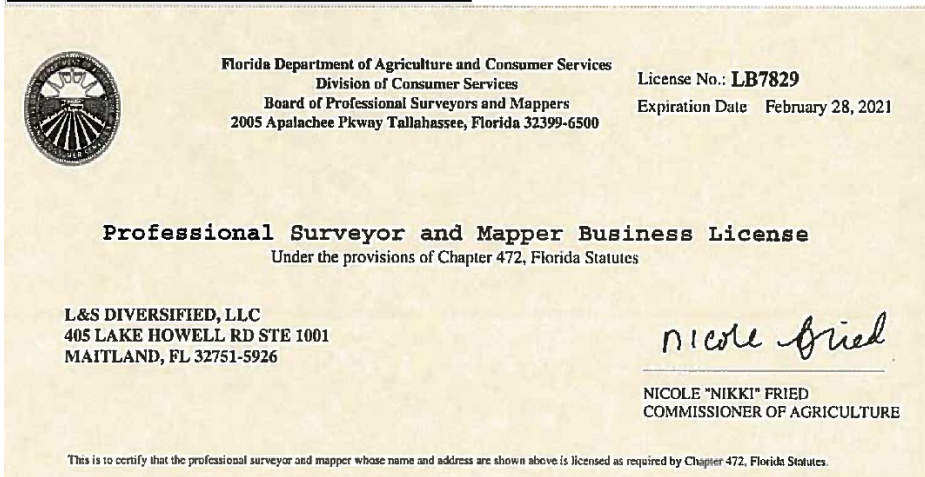 Florida Department of Agriculture and Consumer Services
Division of Consumer Services
Board of Professional Surveyors and Mappers
2005 Apalachee Pkway Tallahassee, Florida 32399-6500
License No.: LB7829
Expiration Date February 28, 2021
Professional Surveyor and Mapper Business License
Under the provisions of Chapter 472, Florida Statutes
L&S DIVERSIFIED, LLC
405 LAKE HOWELL RD STE 1001
MAITLAND, FL 32751-5926
nicole fried
NICOLE "NIKKI" FRIED
COMMISSIONER OF AGRICULTURE
This is to certify that the professional surveyor and mapper whose name and address are shown above is licensed as required by Chapter 472, Florida Statutes.